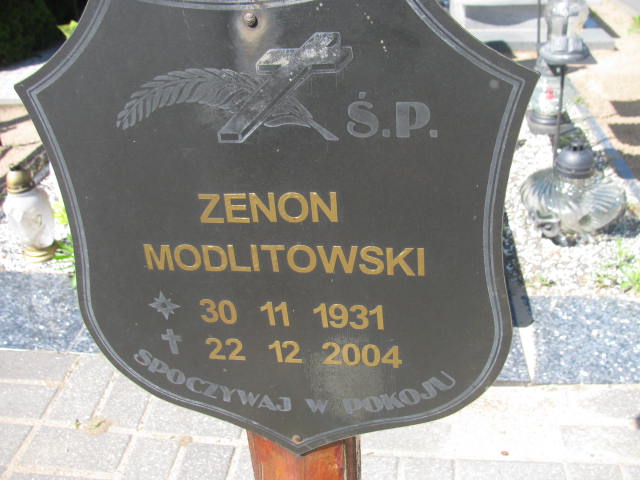 Ś.P.
ZENON
MODLITOWSKI
30 11 1931
22 12 2004
SPOCZYWAJ W POKOJU